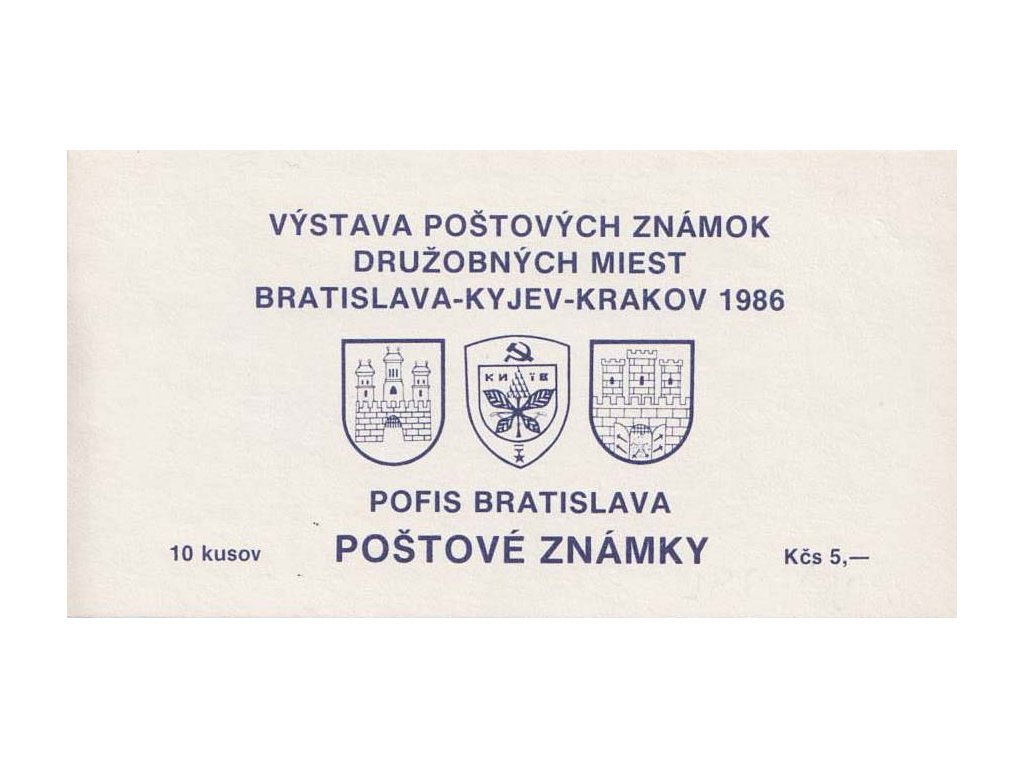 VÝSTAVA POŠTOVÝCH ZNÁMOK
DRUŽOBNÝCH MIEST
BRATISLAVA-KYJEV-KRAKOV 1986
КИЇВ
POFIS BRATISLAVA
10 kusov POŠTOVÉ ZNÁMKY Kčs 5,—